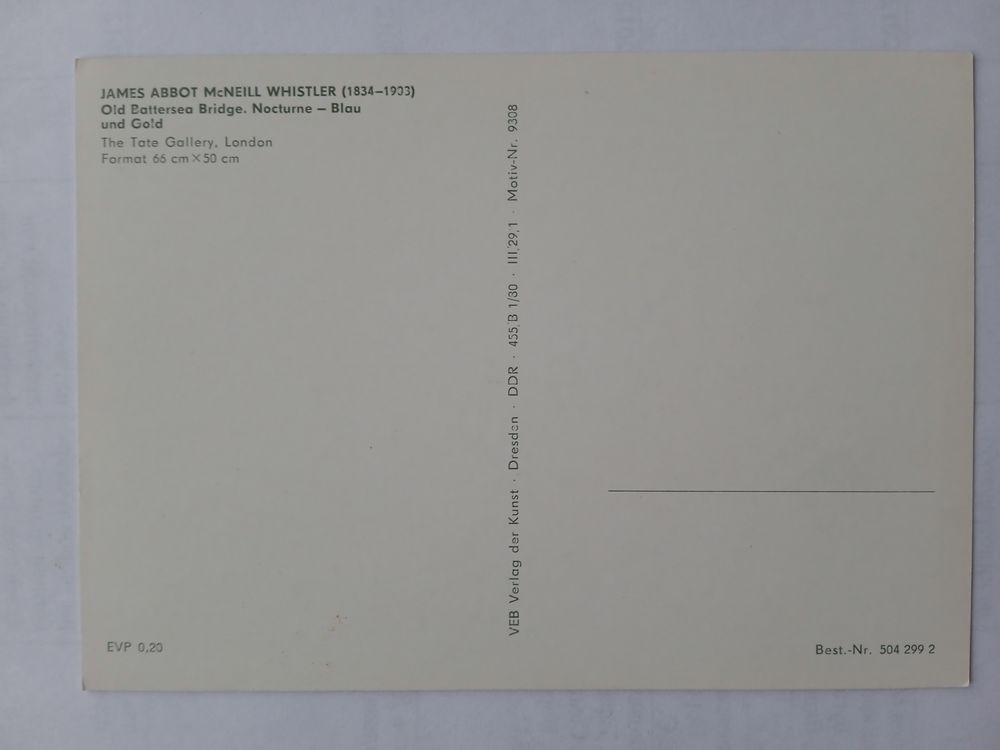 JAMES ABBOT McNEILL WHISTLER (1834–1903)
Old Battersea Bridge. Nocturne – Blau
und Gold
The Tate Gallery, London
Format 66 cm×50 cm
EVP 0,20
VEB Verlag der Kunst · Dresden · DDR · 455, B 1/30 · III,29,1 · Motiv-Nr. 9308
Best.-Nr. 504 299 2